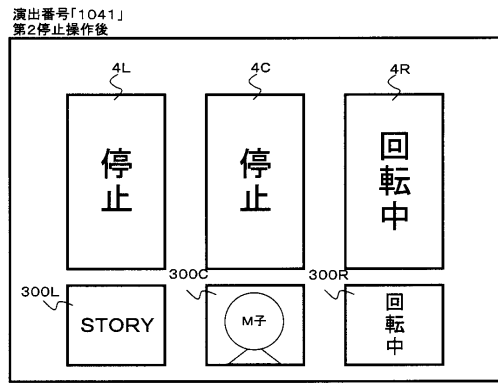 演出番号「1041」
第2停止操作後
4L
4C
4R
停止
停止
回転中
300L
300C
300R
STORY
M子
回転中